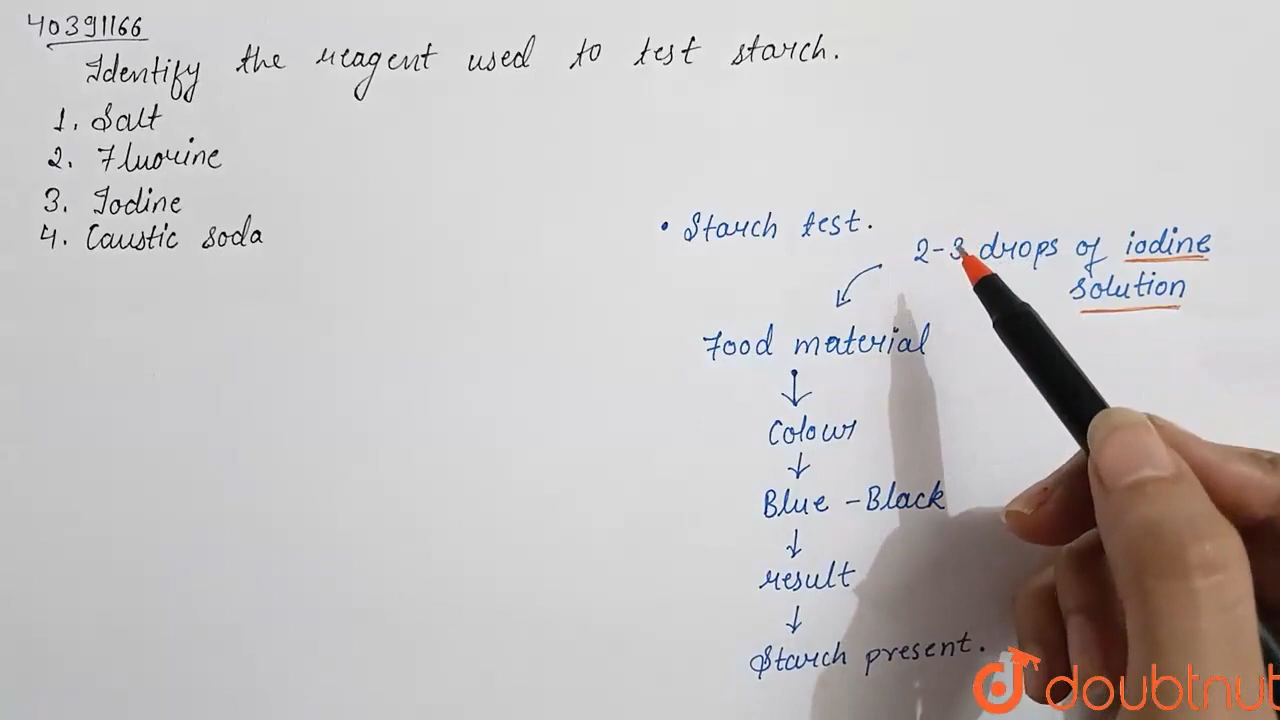 40391166
Identify the reagent used to test starch.
1. Salt
2. Fluorine
3. Iodine
4. Caustic soda
• Starch test.
2-3 drops of iodine
solution
Food material
Colour
Blue - Black
result
Starch present.
doubtnut